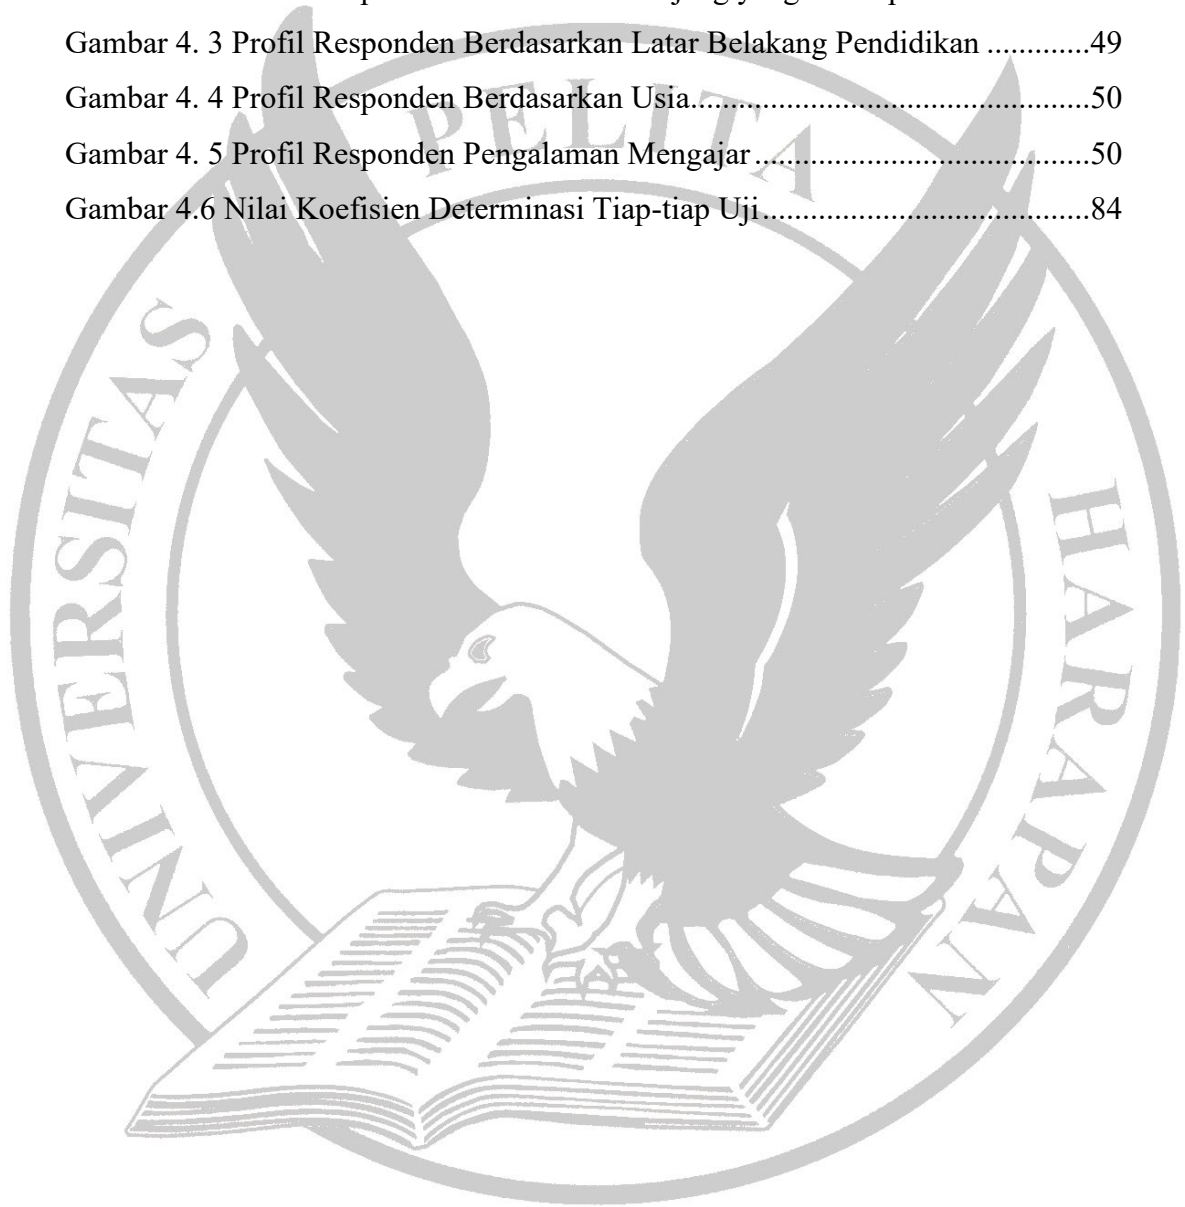 jang yang
Gambar 4. 3 Profil Responden Berdasarkan Latar Belakang Pendidikan .............49
Gambar 4. 4 Profil Responden Berdasarkan Usia..................................................50
Gambar 4. 5 Profil Responden Pengalaman Mengajar ..........................................50
Gambar 4.6 Nilai Koefisien Determinasi Tiap-tiap Uji.........................................84
UNIVERSITAS
PELITA
HARAPAN